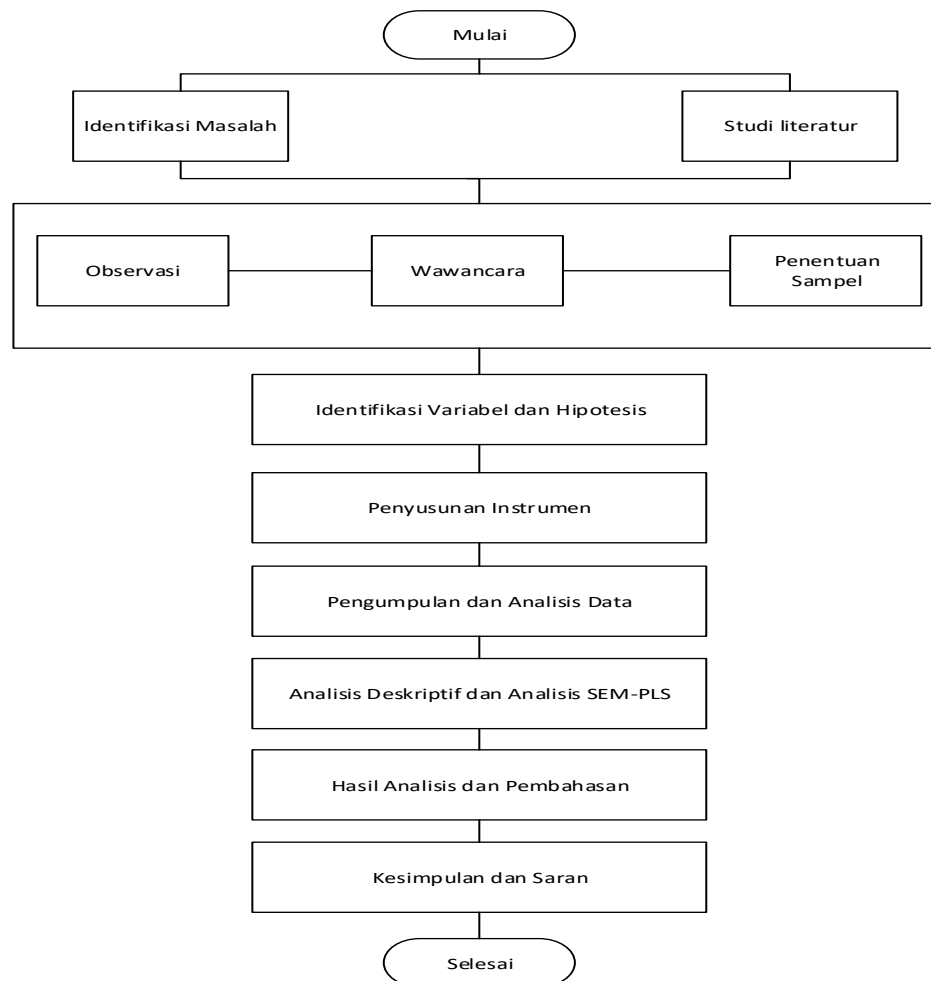 Mulai
Identifikasi Masalah
Studi literatur
Observasi
Wawancara
Penentuan
Sampel
Identifikasi Variabel dan Hipotesis
Penyusunan Instrumen
Pengumpulan dan Analisis Data
Analisis Deskriptif dan Analisis SEM-PLS
Hasil Analisis dan Pembahasan
Kesimpulan dan Saran
Selesai